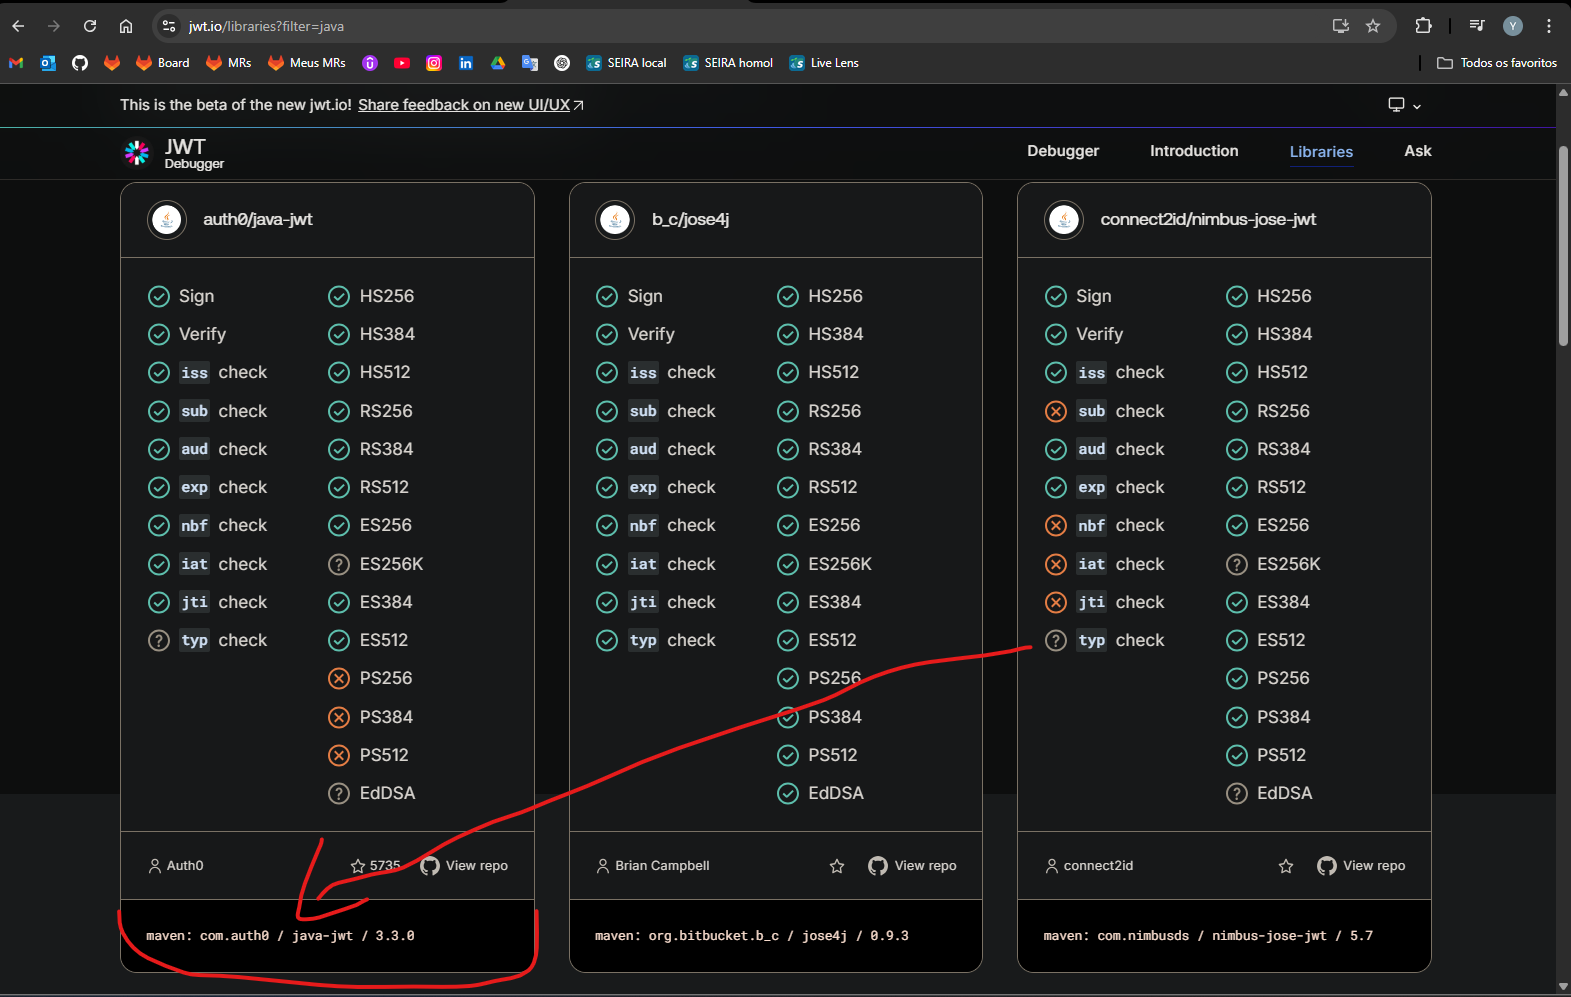 jwt.io/libraries?filter=java
Y
Board
MRs
Meus MRs
SEIRA local
SEIRA homol
Live Lens
Todos os favoritos
This is the beta of the new jwt.io! Share feedback on new UI/UX
JWT
Debugger
Debugger
Introduction
Libraries
Ask
auth0/java-jwt
Sign
Verify
iss check
sub check
aud check
exp check
nbf check
iat check
jti check
typ check
HS256
HS384
HS512
RS256
RS384
RS512
ES256
ES256K
ES384
ES512
PS256
PS384
PS512
EdDSA
Auth0
5735
View repo
maven: com.auth0 / java-jwt / 3.3.0
b_c/jose4j
Sign
Verify
iss check
sub check
aud check
exp check
nbf check
iat check
jti check
typ check
HS256
HS384
HS512
RS256
RS384
RS512
ES256
ES256K
ES384
ES512
PS256
PS384
PS512
EdDSA
Brian Campbell
View repo
maven: org.bitbucket.b_c / jose4j / 0.9.3
connect2id/nimbus-jose-jwt
Sign
Verify
iss check
sub check
aud check
exp check
nbf check
iat check
jti check
typ check
HS256
HS384
HS512
RS256
RS384
RS512
ES256
ES256K
ES384
ES512
PS256
PS384
PS512
EdDSA
connect2id
View repo
maven: com.nimbusds / nimbus-jose-jwt / 5.7